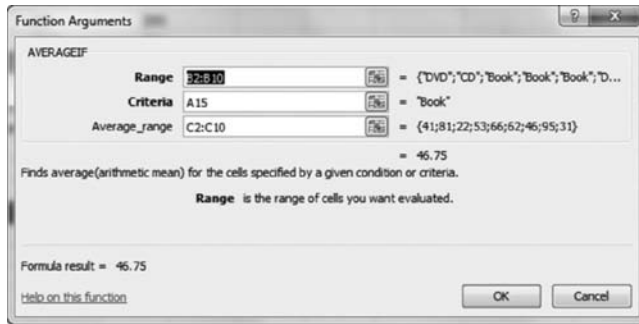 Function Arguments
AVERAGEIF
Range B2:B10 = {"DVD";"CD";"Book";"Book";"Book";"D...
Criteria A15 = "Book"
Average_range C2:C10 = {41;81;22;53;66;62;46;95;31}
= 46.75
Finds average(arithmetic mean) for the cells specified by a given condition or criteria.
Range is the range of cells you want evaluated.
Formula result = 46.75
Help on this function OK Cancel